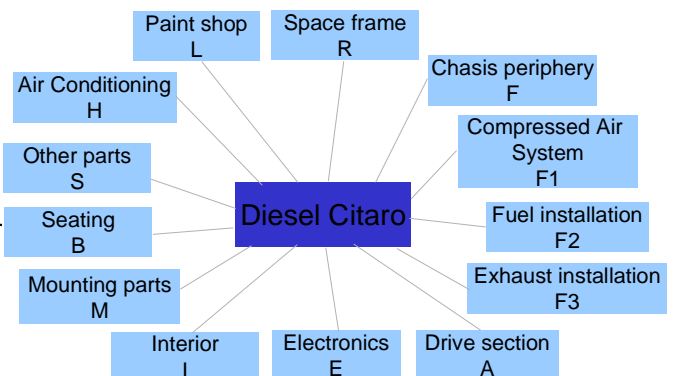 Paint shop
L
Space frame
R
Chasis periphery
F
Air Conditioning
H
Compressed Air
System
F1
Other parts
S
Diesel Citaro
Seating
B
Fuel installation
F2
Mounting parts
M
Exhaust installation
F3
Interior
I
Electronics
E
Drive section
A